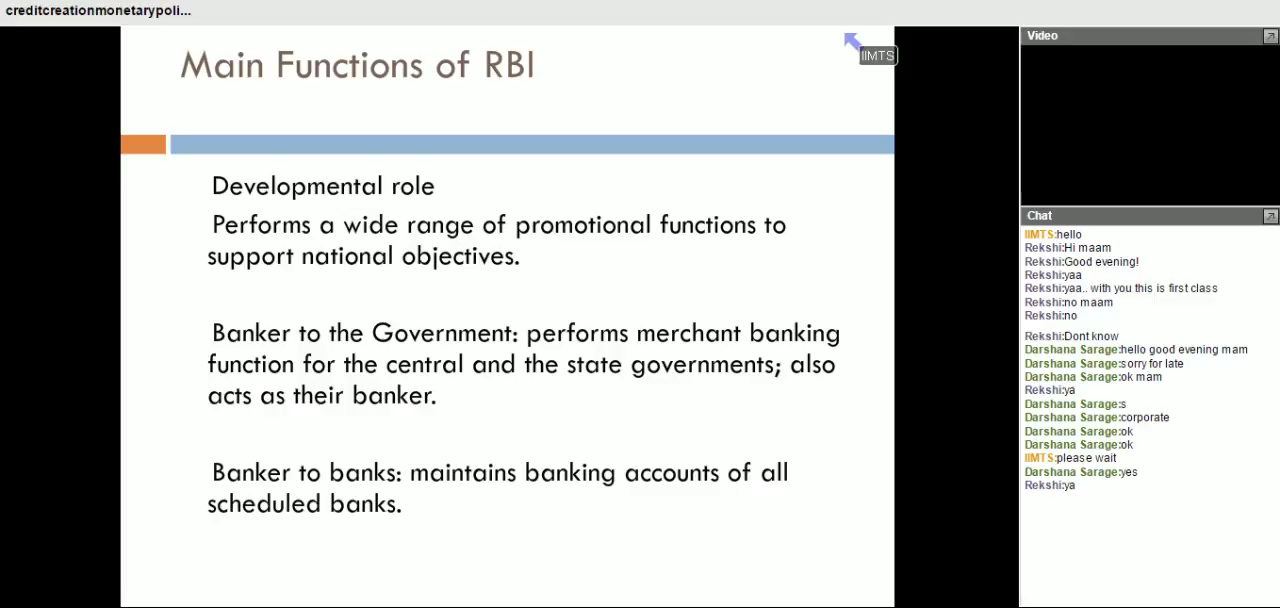 creditcreationmonetarypoli...
Main Functions of RBI
IIMTS
Developmental role
Performs a wide range of promotional functions to
support national objectives.
Banker to the Government: performs merchant banking
function for the central and the state governments; also
acts as their banker.
Banker to banks: maintains banking accounts of all
scheduled banks.
Video
Chat
IIMTS:hello
Rekshi:Hi maam
Rekshi:Good evening!
Rekshi:yaa
Rekshi:yaa.. with you this is first class
Rekshi:no maam
Rekshi:no
Rekshi:Dont know
Darshana Sarage:hello good evening mam
Darshana Sarage:sorry for late
Darshana Sarage:ok mam
Rekshi:ya
Darshana Sarage:s
Darshana Sarage:corporate
Darshana Sarage:ok
Darshana Sarage:ok
IIMTS:please wait
Darshana Sarage:yes
Rekshi:ya